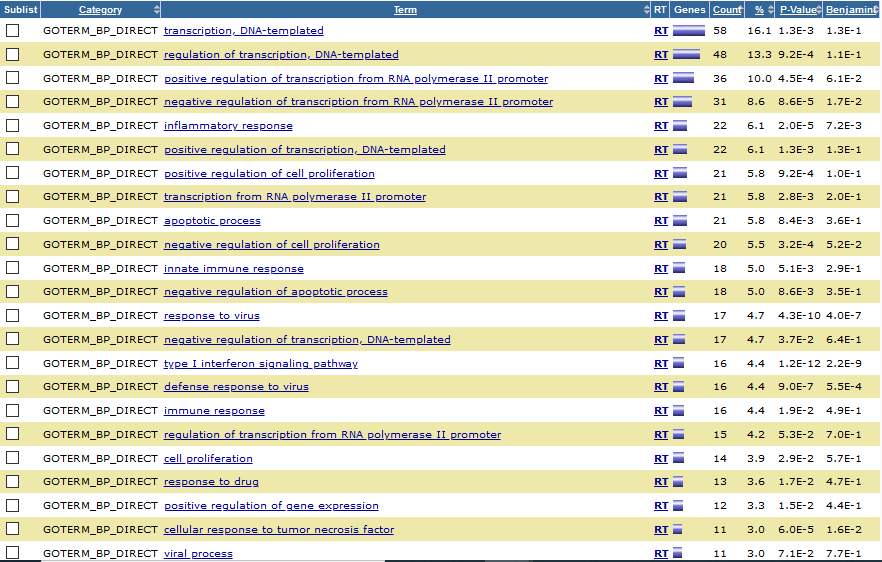 Sublist Category Term RT Genes Count % P-Value Benjamini
GOTERM_BP_DIRECT transcription, DNA-templated RT 58 16.1 1.3E-3 1.3E-1
GOTERM_BP_DIRECT regulation of transcription, DNA-templated RT 48 13.3 9.2E-4 1.1E-1
GOTERM_BP_DIRECT positive regulation of transcription from RNA polymerase II promoter RT 36 10.0 4.5E-4 6.1E-2
GOTERM_BP_DIRECT negative regulation of transcription from RNA polymerase II promoter RT 31 8.6 8.6E-5 1.7E-2
GOTERM_BP_DIRECT inflammatory response RT 22 6.1 2.0E-5 7.2E-3
GOTERM_BP_DIRECT positive regulation of transcription, DNA-templated RT 22 6.1 1.3E-3 1.3E-1
GOTERM_BP_DIRECT positive regulation of cell proliferation RT 21 5.8 9.2E-4 1.0E-1
GOTERM_BP_DIRECT transcription from RNA polymerase II promoter RT 21 5.8 2.8E-3 2.0E-1
GOTERM_BP_DIRECT apoptotic process RT 21 5.8 8.4E-3 3.6E-1
GOTERM_BP_DIRECT negative regulation of cell proliferation RT 20 5.5 3.2E-4 5.2E-2
GOTERM_BP_DIRECT innate immune response RT 18 5.0 5.1E-3 2.9E-1
GOTERM_BP_DIRECT negative regulation of apoptotic process RT 18 5.0 8.6E-3 3.5E-1
GOTERM_BP_DIRECT response to virus RT 17 4.7 4.3E-10 4.0E-7
GOTERM_BP_DIRECT negative regulation of transcription, DNA-templated RT 17 4.7 3.7E-2 6.4E-1
GOTERM_BP_DIRECT type I interferon signaling pathway RT 16 4.4 1.2E-12 2.2E-9
GOTERM_BP_DIRECT defense response to virus RT 16 4.4 9.0E-7 5.5E-4
GOTERM_BP_DIRECT immune response RT 16 4.4 1.9E-2 4.9E-1
GOTERM_BP_DIRECT regulation of transcription from RNA polymerase II promoter RT 15 4.2 5.3E-2 7.0E-1
GOTERM_BP_DIRECT cell proliferation RT 14 3.9 2.9E-2 5.7E-1
GOTERM_BP_DIRECT response to drug RT 13 3.6 1.7E-2 4.7E-1
GOTERM_BP_DIRECT positive regulation of gene expression RT 12 3.3 1.5E-2 4.4E-1
GOTERM_BP_DIRECT cellular response to tumor necrosis factor RT 11 3.0 6.0E-5 1.6E-2
GOTERM_BP_DIRECT viral process RT 11 3.0 7.1E-2 7.7E-1